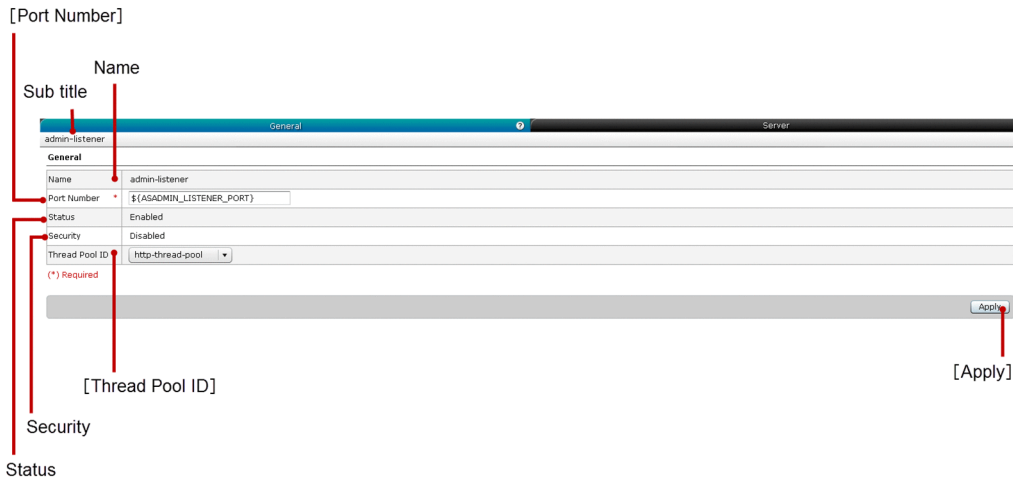 [Port Number]
Name
Sub title
General ? Server
admin-listener
General
Name admin-listener
Port Number * ${ASADMIN_LISTENER_PORT}
Status Enabled
Security Disabled
Thread Pool ID http-thread-pool
(*) Required
Apply
[Apply]
[Thread Pool ID]
Security
Status